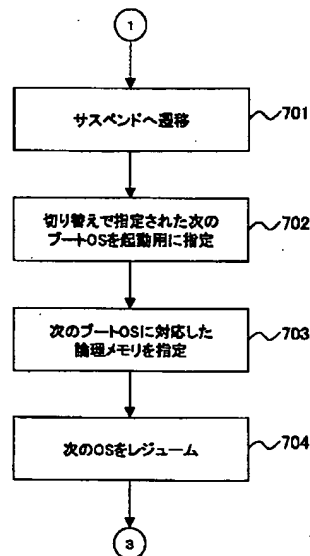 1
サスペンドへ遷移
701
切り替えで指定された次の
ブートOSを起動用に指定
702
次のブートOSに対応した
論理メモリを指定
703
次のOSをレジューム
704
3